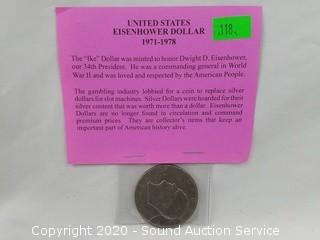 UNITED STATES
EISENHOWER DOLLAR
1971-1978
118
The "Ike" Dollar was minted to honor Dwight D. Eisenhower,
our 34th President. He was a commanding general in World
War II and was loved and respected by the American People.
The gambling industry lobbied for a coin to replace silver
dollars for slot machines. Silver Dollars were hoarded for their
silver content that was worth more than a dollar. Eisenhower
Dollars are no longer found in circulation and command
premium prices. They are collector's items that keep an
important part of American history alive.
Copyright 2020 - Sound Auction Service